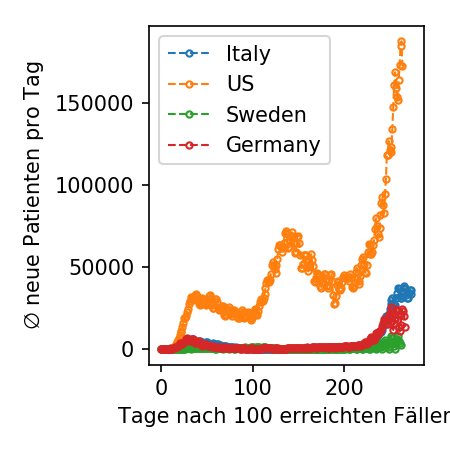 Italy
US
Sweden
Germany
∅ neue Patienten pro Tag
150000
100000
50000
0
0 100 200
Tage nach 100 erreichten Fällen